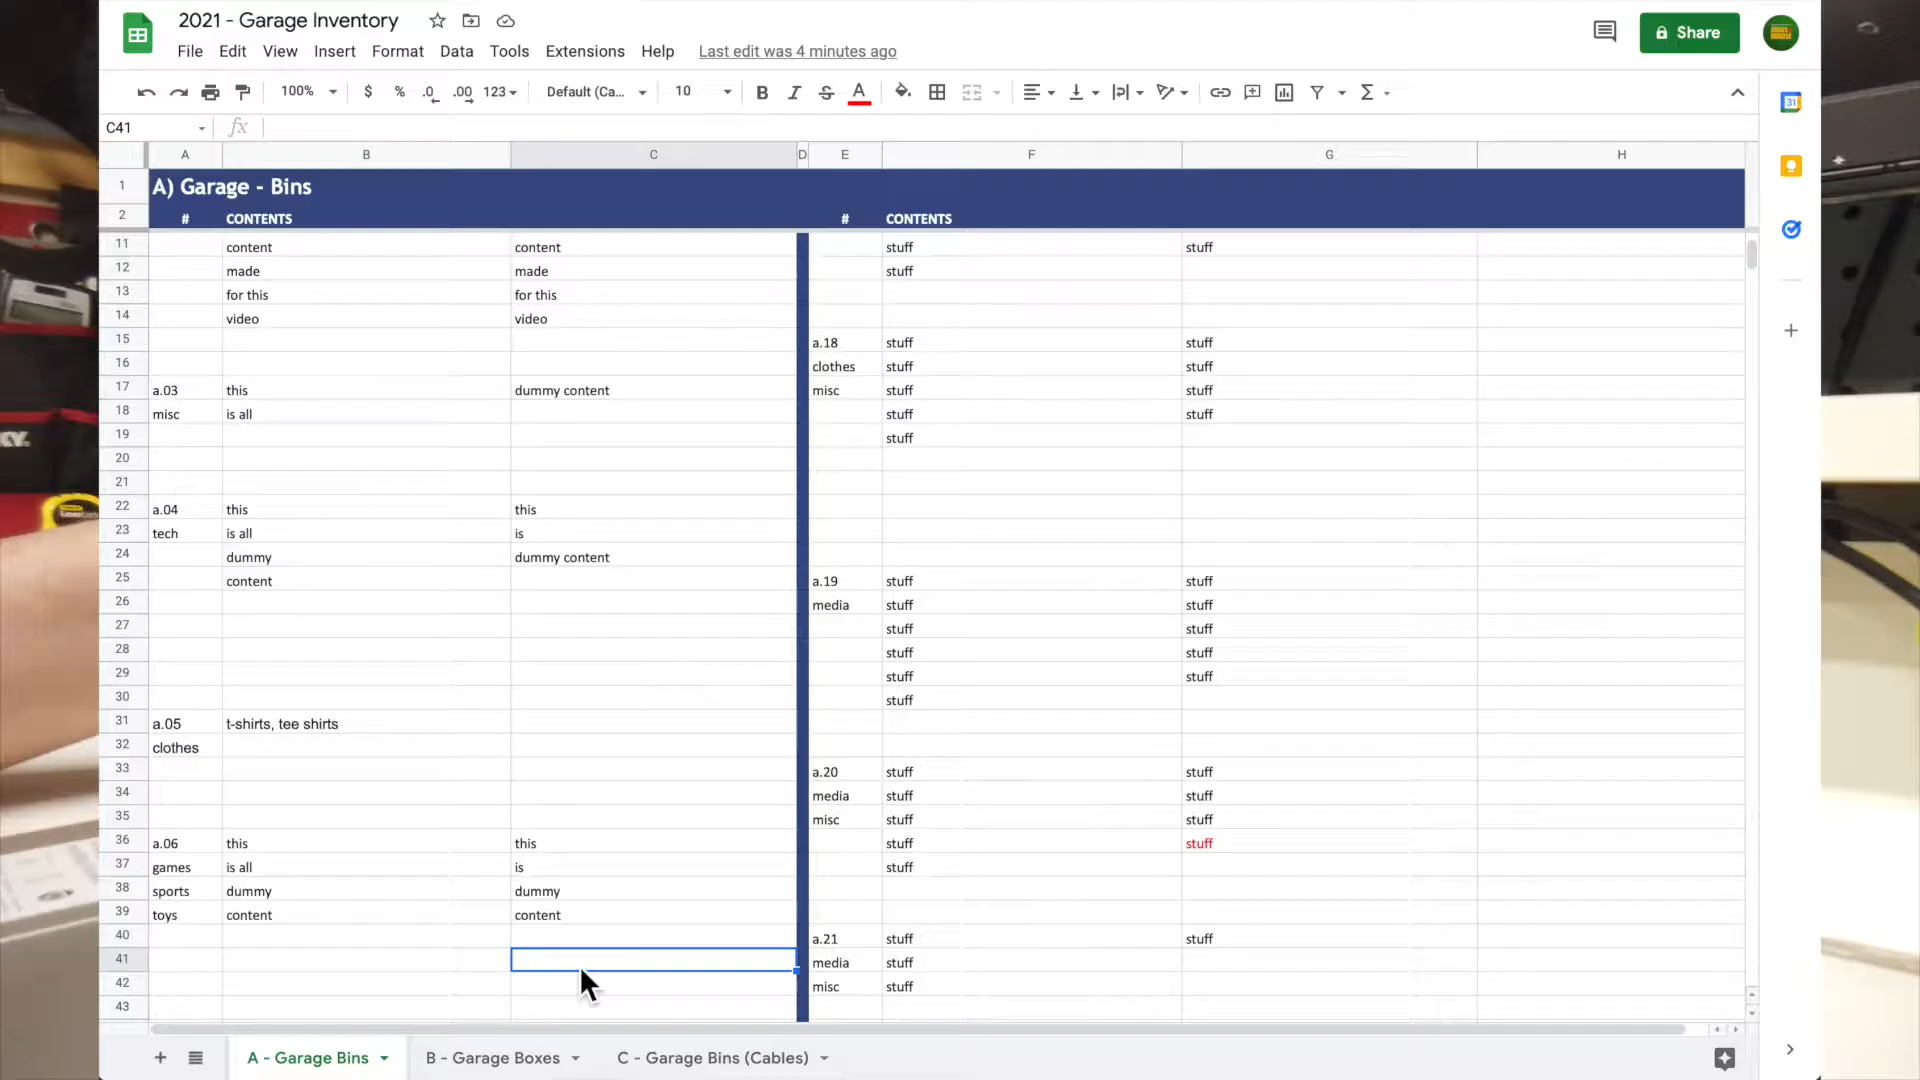 2021 - Garage Inventory
File Edit View Insert Format Data Tools Extensions Help Last edit was 4 minutes ago
Share
100% $ % .0 .00 123 Default (Ca... 10 B I S A
31
C41 fx
A B C D E F G H
1 A) Garage - Bins
2 # CONTENTS # CONTENTS
11 content content stuff stuff
12 made made stuff
13 for this for this
14 video video
15 a.18 stuff stuff
16 clothes stuff stuff
17 a.03 this dummy content misc stuff stuff
18 misc is all stuff stuff
19 stuff
20
21
22 a.04 this this
23 tech is all is
24 dummy dummy content
25 content a.19 stuff stuff
26 media stuff stuff
27 stuff stuff
28 stuff stuff
29 stuff stuff
30 stuff
31 a.05 t-shirts, tee shirts
32 clothes
33 a.20 stuff stuff
34 media stuff stuff
35 misc stuff stuff
36 a.06 this this stuff stuff
37 games is all is stuff
38 sports dummy dummy
39 toys content content
40 a.21 stuff stuff
41 media stuff
42 misc stuff
43
A - Garage Bins B - Garage Boxes C - Garage Bins (Cables)
KY.